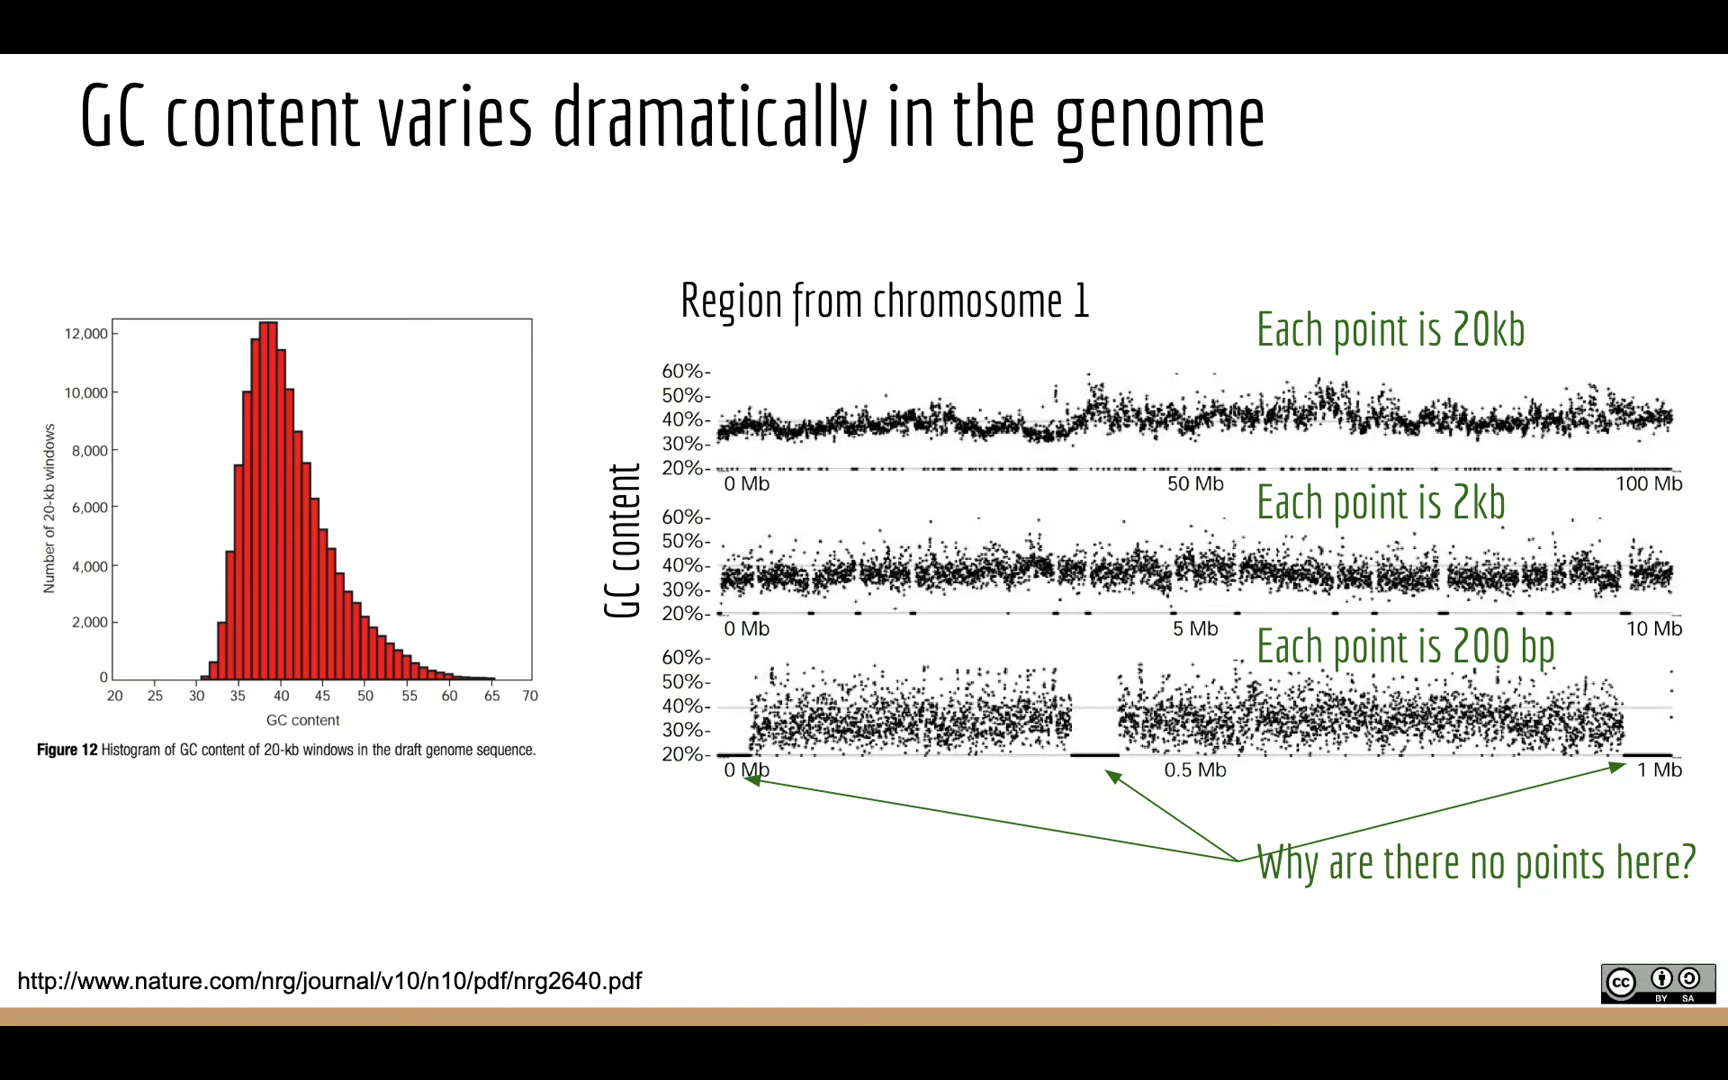 GC content varies dramatically in the genome
Number of 20-kb windows
12,000
10,000
8,000
6,000
4,000
2,000
0
20 25 30 35 40 45 50 55 60 65 70
GC content
Figure 12 Histogram of GC content of 20-kb windows in the draft genome sequence.
Region from chromosome 1
Each point is 20kb
GC content
60%-
50%-
40%-
30%-
20%-
0 Mb 50 Mb 100 Mb
Each point is 2kb
60%-
50%-
40%-
30%-
20%-
0 Mb 5 Mb 10 Mb
Each point is 200 bp
60%-
50%-
40%-
30%-
20%-
0 Mb 0.5 Mb 1 Mb
Why are there no points here?
http://www.nature.com/nrg/journal/v10/n10/pdf/nrg2640.pdf
cc
BY SA